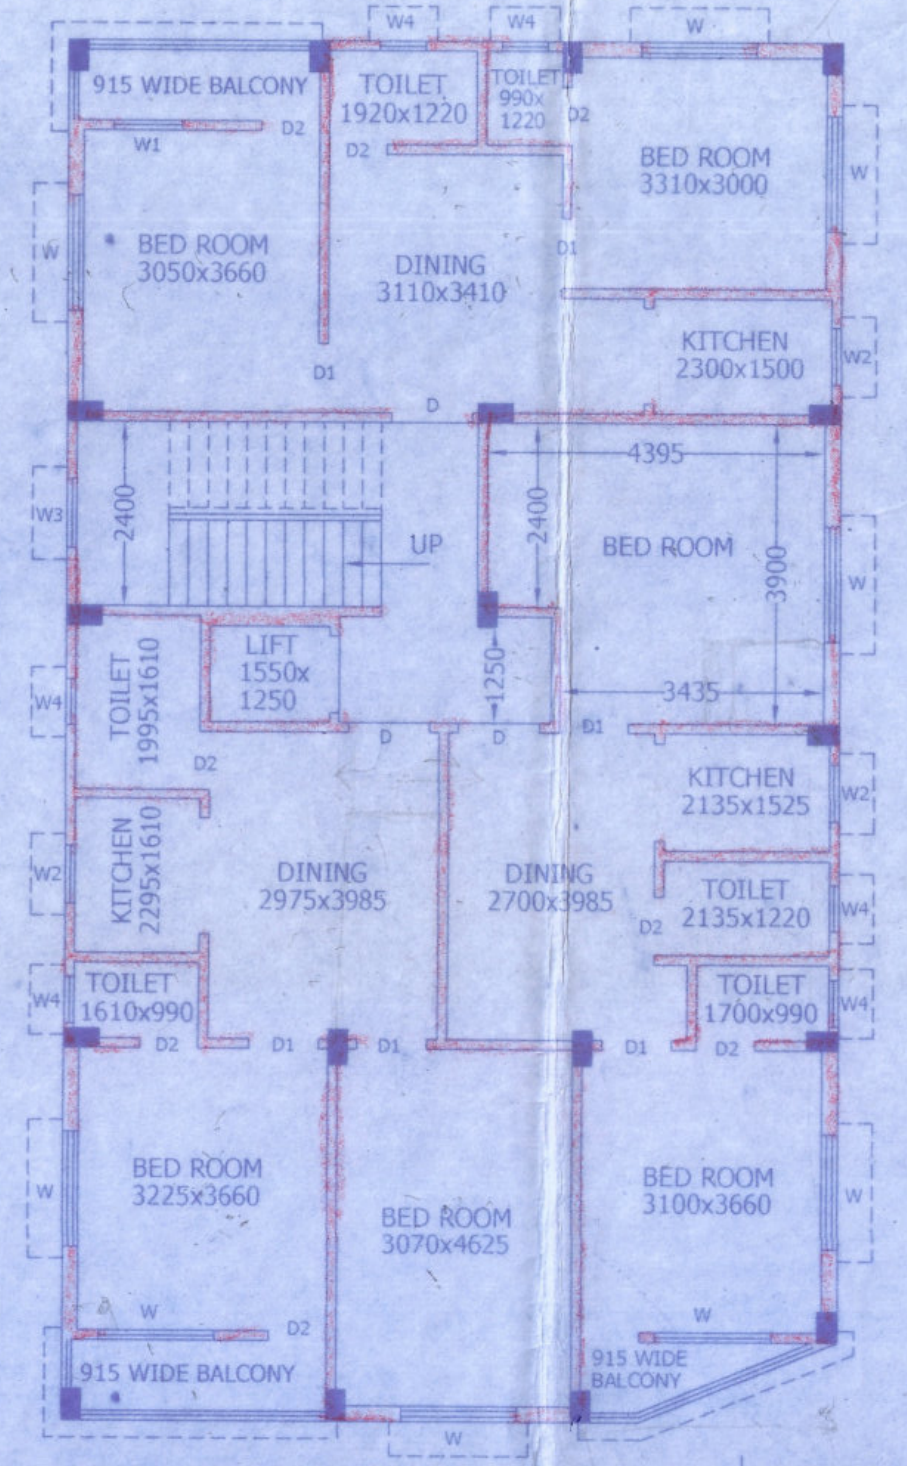 W4
W4
W
915 WIDE BALCONY
TOILET
1920x1220
TOILET
990x
1220
D2
D2
W1
D2
BED ROOM
3310x3000
W
W
BED ROOM
3050x3660
DINING
3110x3410
D1
KITCHEN
2300x1500
W2
D1
D
W3
2400
UP
4395
2400
BED ROOM
3900
W
LIFT
1550x
1250
TOILET
1995x1610
W4
1250
3435
D
D
D1
D2
KITCHEN
2135x1525
W2
KITCHEN
2295x1610
W2
DINING
2975x3985
DINING
2700x3985
TOILET
2135x1220
W4
D2
TOILET
1610x990
W4
TOILET
1700x990
W4
D2
D1
D1
D1
D2
BED ROOM
3225x3660
W
BED ROOM
3070x4625
BED ROOM
3100x3660
W
W
D2
W
915 WIDE BALCONY
915 WIDE
BALCONY
W